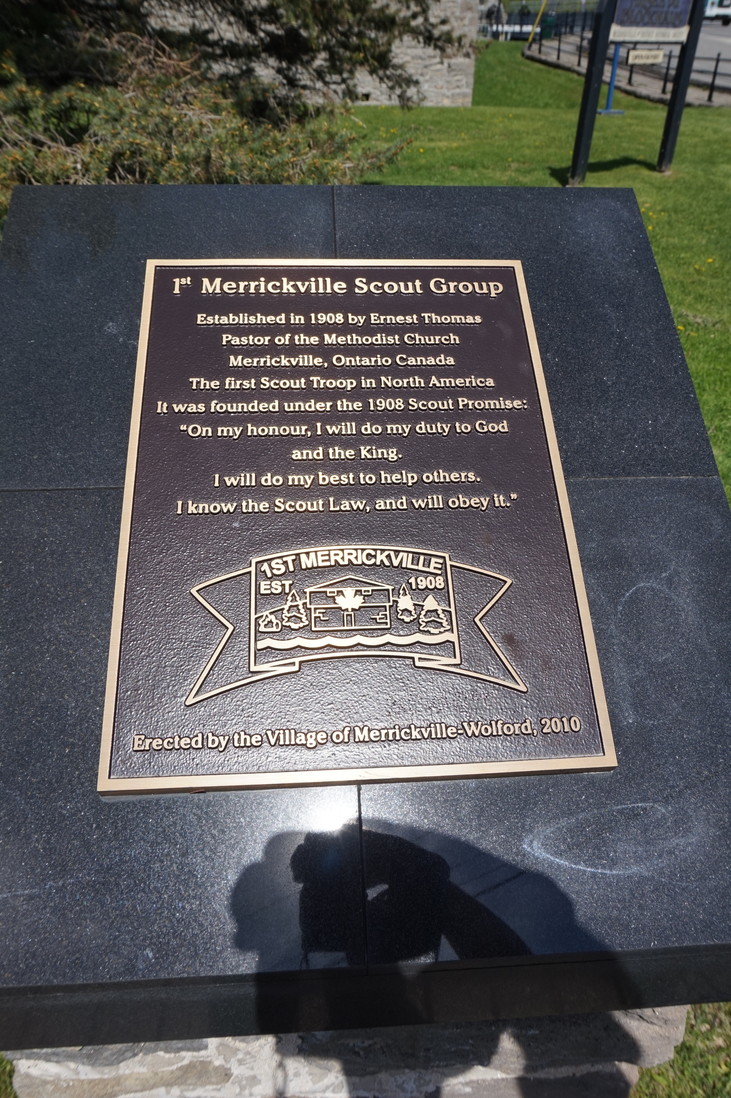 1st Merrickville Scout Group
Established in 1908 by Ernest Thomas
Pastor of the Methodist Church
Merrickville, Ontario Canada
The first Scout Troop in North America
It was founded under the 1908 Scout Promise:
“On my honour, I will do my duty to God
and the King.
I will do my best to help others.
I know the Scout Law, and will obey it.”
1ST MERRICKVILLE
EST 1908
Erected by the Village of Merrickville-Wolford, 2010